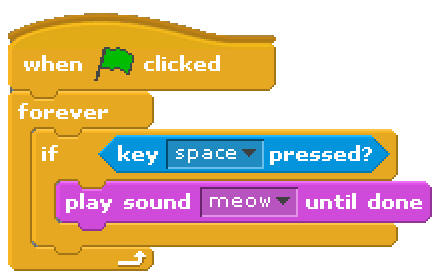 when clicked
forever
if key space pressed?
play sound meow until done